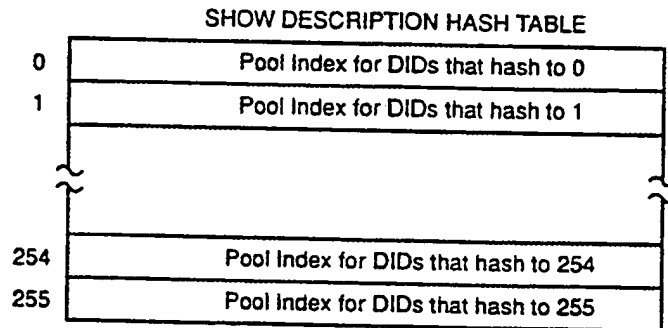 SHOW DESCRIPTION HASH TABLE
0 Pool Index for DIDs that hash to 0
1 Pool Index for DIDs that hash to 1
254 Pool Index for DIDs that hash to 254
255 Pool Index for DIDs that hash to 255